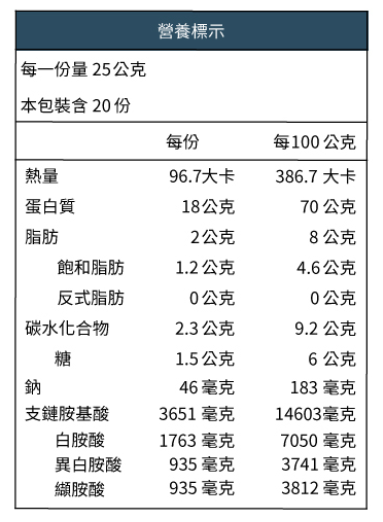 營養標示
每一份量 25公克
本包裝含 20 份
每份 每100 公克
熱量 96.7大卡 386.7 大卡
蛋白質 18公克 70 公克
脂肪 2公克 8 公克
飽和脂肪 1.2 公克 4.6公克
反式脂肪 0公克 0公克
碳水化合物 2.3 公克 9.2 公克
糖 1.5公克 6 公克
鈉 46 毫克 183 毫克
支鏈胺基酸 3651 毫克 14603毫克
白胺酸 1763 毫克 7050 毫克
異白胺酸 935 毫克 3741 毫克
纈胺酸 935 毫克 3812 毫克